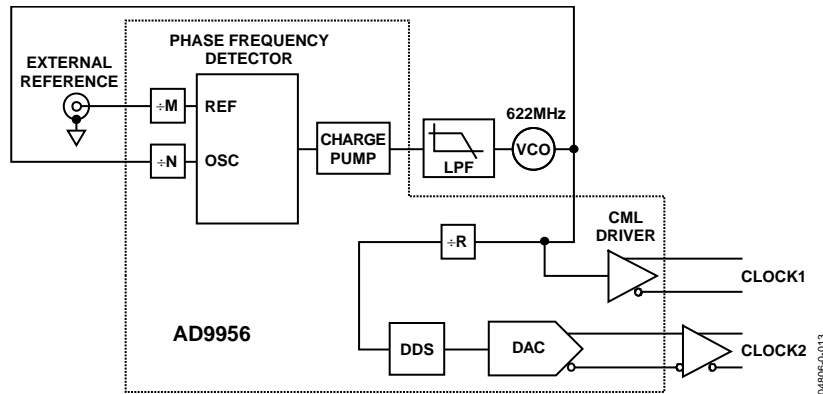 PHASE FREQUENCY
DETECTOR
EXTERNAL
REFERENCE
÷M
REF
622MHz
÷N
OSC
CHARGE
PUMP
LPF
VCO
CML
DRIVER
÷R
CLOCK1
AD9956
DDS
DAC
CLOCK2
04806-0-013